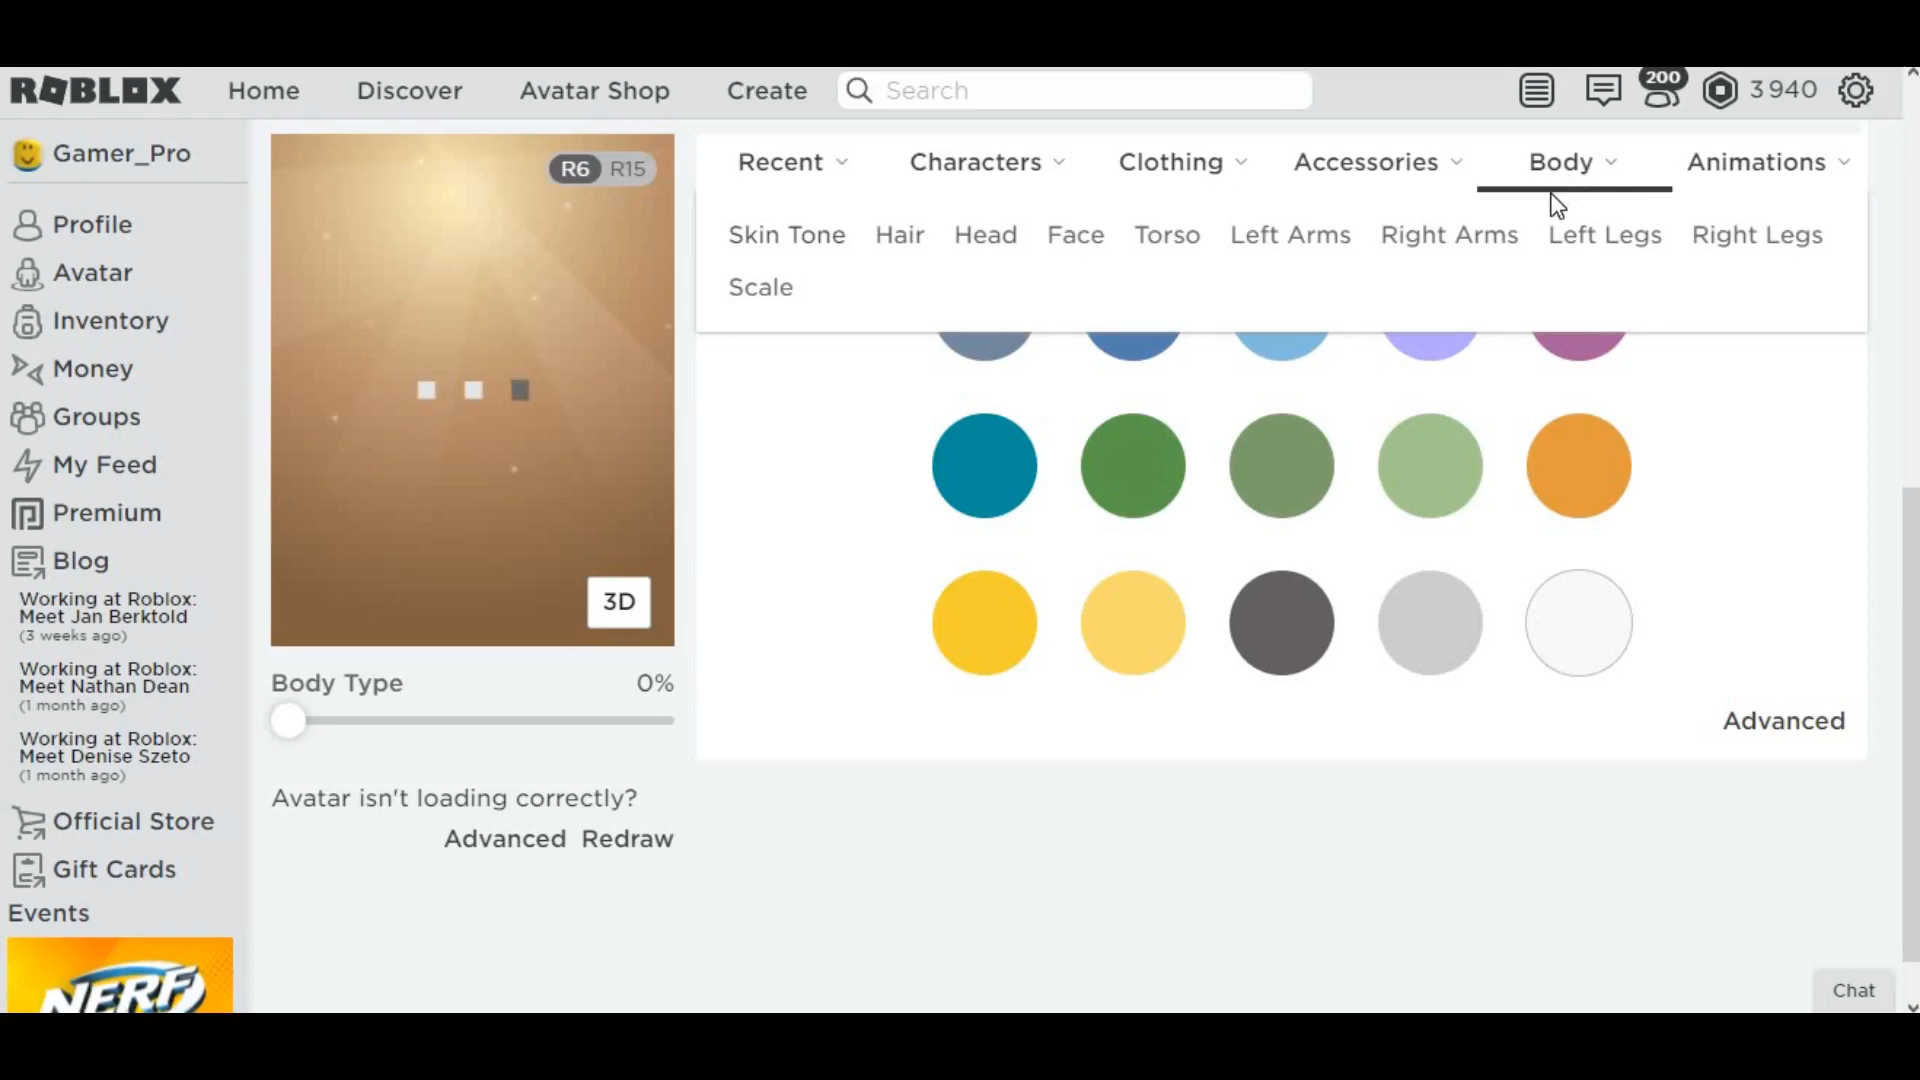 ROBLOX Home Discover Avatar Shop Create Search 200 3 940
Gamer_Pro
Profile
Avatar
Inventory
Money
Groups
My Feed
Premium
Blog
Working at Roblox:
Meet Jan Berktold
(3 weeks ago)
Working at Roblox:
Meet Nathan Dean
(1 month ago)
Working at Roblox:
Meet Denise Szeto
(1 month ago)
Official Store
Gift Cards
Events
NERF
R6 R15
3D
Body Type 0%
Avatar isn't loading correctly?
Advanced Redraw
Recent Characters Clothing Accessories Body Animations
Skin Tone Hair Head Face Torso Left Arms Right Arms Left Legs Right Legs
Scale
Advanced
Chat